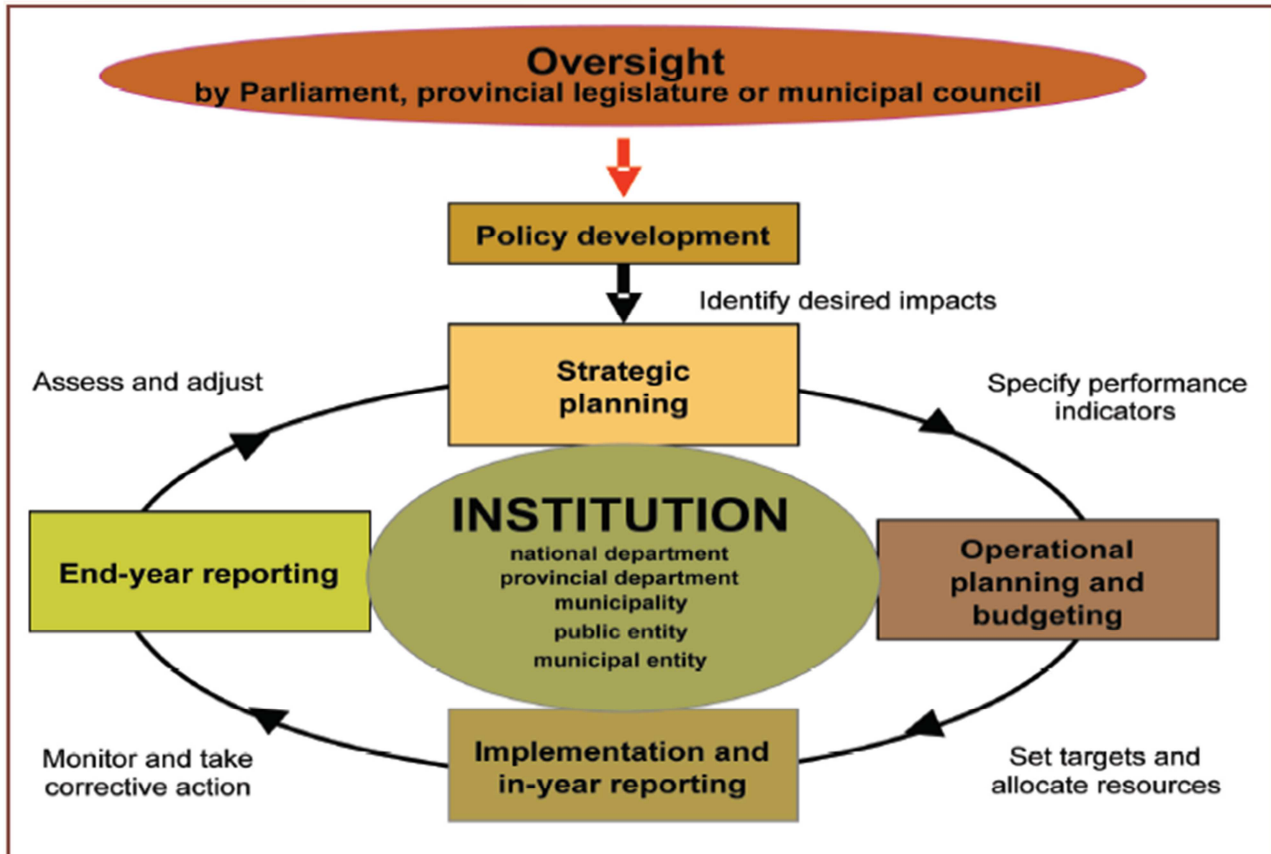 Oversight
by Parliament, provincial legislature or municipal council
Policy development
Identify desired impacts
Strategic
planning
Assess and adjust
Specify performance
indicators
INSTITUTION
national department
provincial department
municipality
public entity
municipal entity
End-year reporting
Operational
planning and
budgeting
Monitor and take
corrective action
Implementation and
in-year reporting
Set targets and
allocate resources